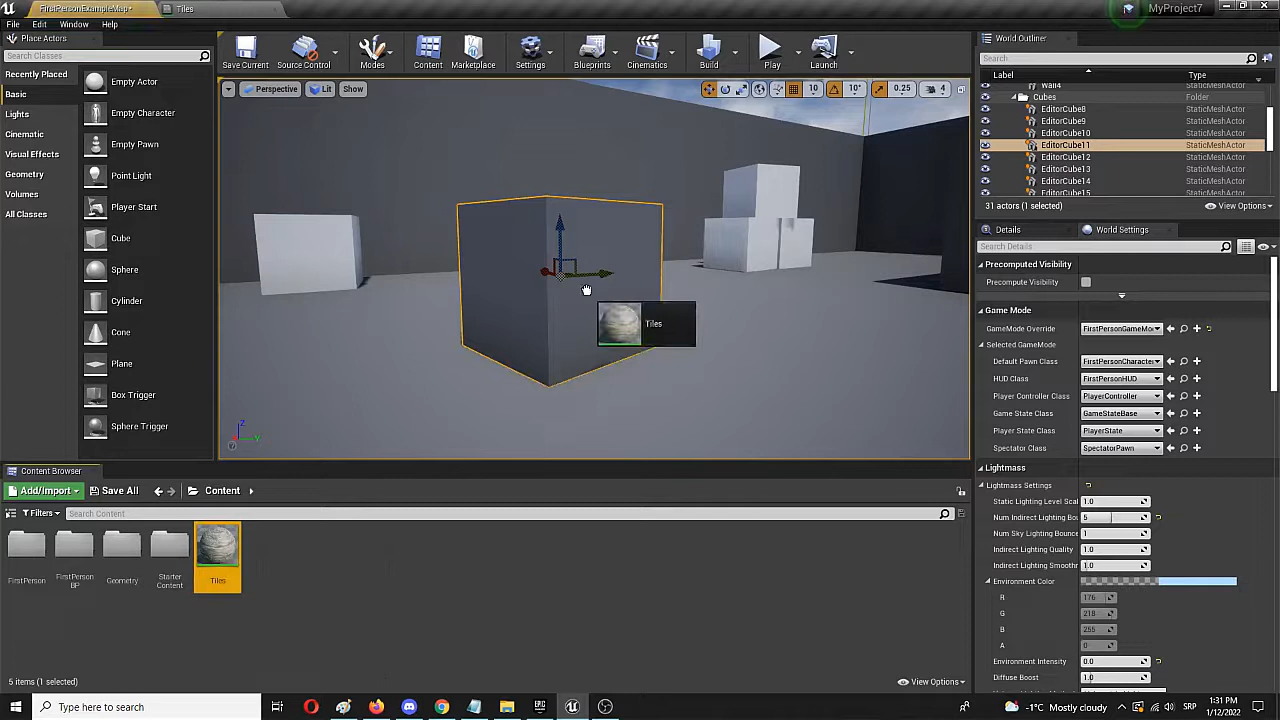 FirstPersonExampleMap*
Tiles
MyProject7
File
Edit
Window
Help
Place Actors
Search Classes
Recently Placed
Basic
Lights
Cinematic
Visual Effects
Geometry
Volumes
All Classes
Empty Actor
Empty Character
Empty Pawn
Point Light
Player Start
Cube
Sphere
Cylinder
Cone
Plane
Box Trigger
Sphere Trigger
Save Current
Source Control
Modes
Content
Marketplace
Settings
Blueprints
Cinematics
Build
Play
Launch
Perspective
Lit
Show
10
10°
0.25
4
Tiles
Z
Y
World Outliner
Search
Label
Type
Wall4
StaticMeshActor
Cubes
Folder
EditorCube8
StaticMeshActor
EditorCube9
StaticMeshActor
EditorCube10
StaticMeshActor
EditorCube11
StaticMeshActor
EditorCube12
StaticMeshActor
EditorCube13
StaticMeshActor
EditorCube14
StaticMeshActor
EditorCube15
StaticMeshActor
31 actors (1 selected)
View Options
Details
World Settings
Search Details
Precomputed Visibility
Precompute Visibility
Game Mode
GameMode Override
FirstPersonGameMo
Selected GameMode
Default Pawn Class
FirstPersonCharacte
HUD Class
FirstPersonHUD
Player Controller Class
PlayerController
Game State Class
GameStateBase
Player State Class
PlayerState
Spectator Class
SpectatorPawn
Lightmass
Lightmass Settings
Static Lighting Level Scal
1.0
Num Indirect Lighting Bou
5
Num Sky Lighting Bounce
1
Indirect Lighting Quality
1.0
Indirect Lighting Smoothn
1.0
Environment Color
R
176
G
218
B
255
A
0
Environment Intensity
0.0
Diffuse Boost
1.0
Content Browser
Add/Import
Save All
Content
Filters
Search Content
FirstPerson
FirstPerson
BP
Geometry
Starter
Content
Tiles
5 items (1 selected)
View Options
Type here to search
-1°C Mostly cloudy
SRP
1:31 PM
1/12/2022